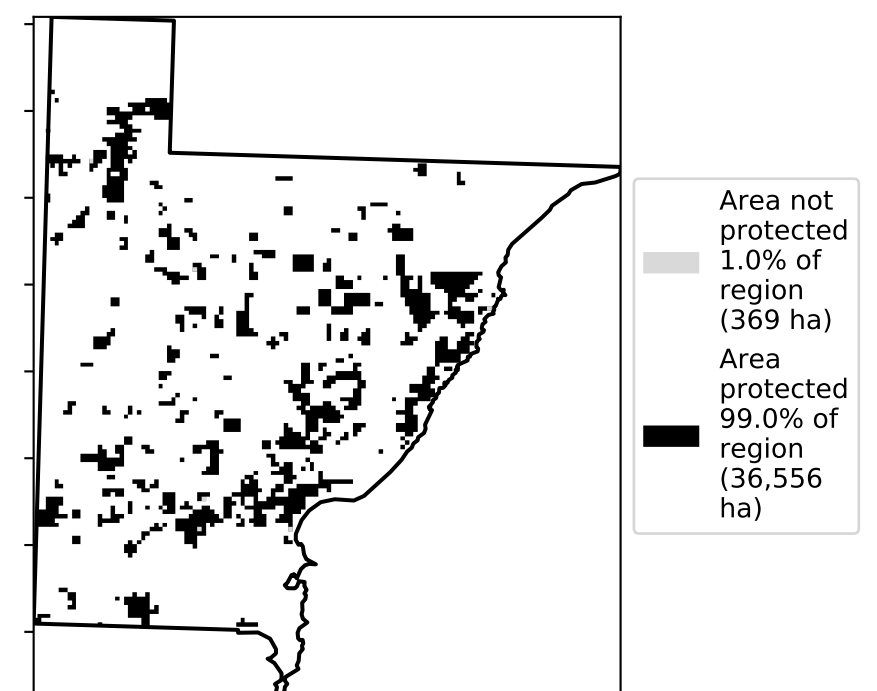 Area not
protected
1.0% of
region
(369 ha)
Area
protected
99.0% of
region
(36,556
ha)